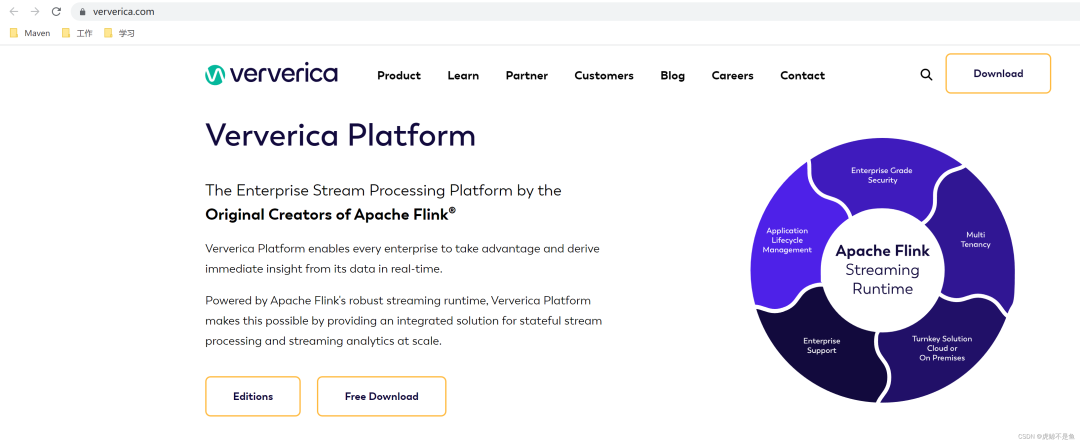 ververica.com
Maven 工作 学习
ververica Product Learn Partner Customers Blog Careers Contact Download
Ververica Platform
The Enterprise Stream Processing Platform by the
Original Creators of Apache Flink®
Ververica Platform enables every enterprise to take advantage and derive
immediate insight from its data in real-time.
Powered by Apache Flink's robust streaming runtime, Ververica Platform
makes this possible by providing an integrated solution for stateful stream
processing and streaming analytics at scale.
Editions Free Download
Enterprise Grade
Security
Multi
Tenancy
Turnkey Solution
Cloud or
On Premises
Enterprise
Support
Application
Lifecycle
Management
Apache Flink
Streaming
Runtime
CSDN @虎鲸不是鱼